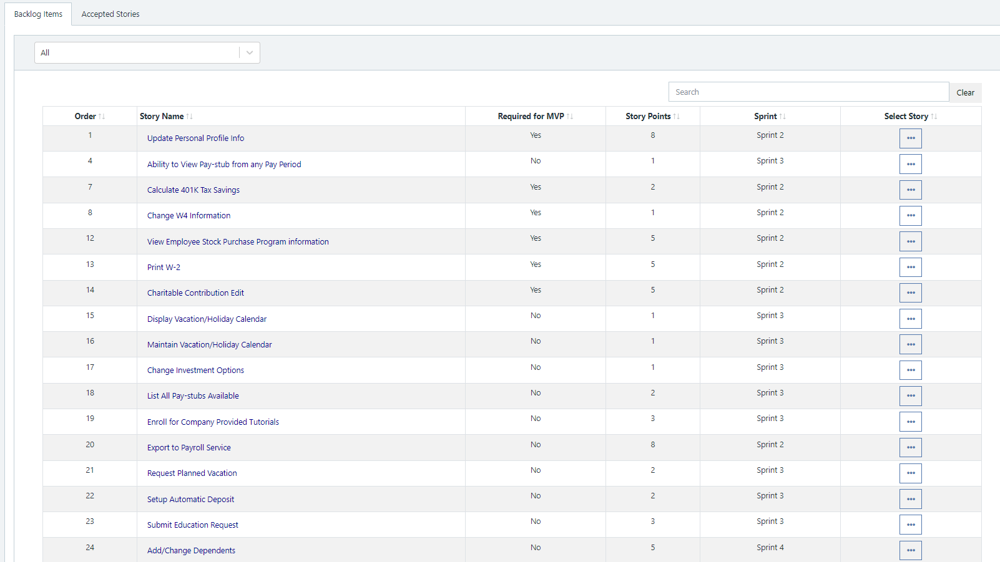 Backlog Items Accepted Stories
All
Search Clear
Order Story Name Required for MVP Story Points Sprint Select Story
1 Update Personal Profile Info Yes 8 Sprint 2
4 Ability to View Pay-stub from any Pay Period No 1 Sprint 3
7 Calculate 401K Tax Savings Yes 2 Sprint 2
8 Change W4 Information Yes 1 Sprint 2
12 View Employee Stock Purchase Program information Yes 5 Sprint 2
13 Print W-2 Yes 5 Sprint 2
14 Charitable Contribution Edit Yes 5 Sprint 2
15 Display Vacation/Holiday Calendar No 1 Sprint 3
16 Maintain Vacation/Holiday Calendar No 1 Sprint 3
17 Change Investment Options No 1 Sprint 3
18 List All Pay-stubs Available No 2 Sprint 3
19 Enroll for Company Provided Tutorials No 3 Sprint 3
20 Export to Payroll Service No 8 Sprint 2
21 Request Planned Vacation No 2 Sprint 3
22 Setup Automatic Deposit No 2 Sprint 3
23 Submit Education Request No 3 Sprint 3
24 Add/Change Dependents No 5 Sprint 4